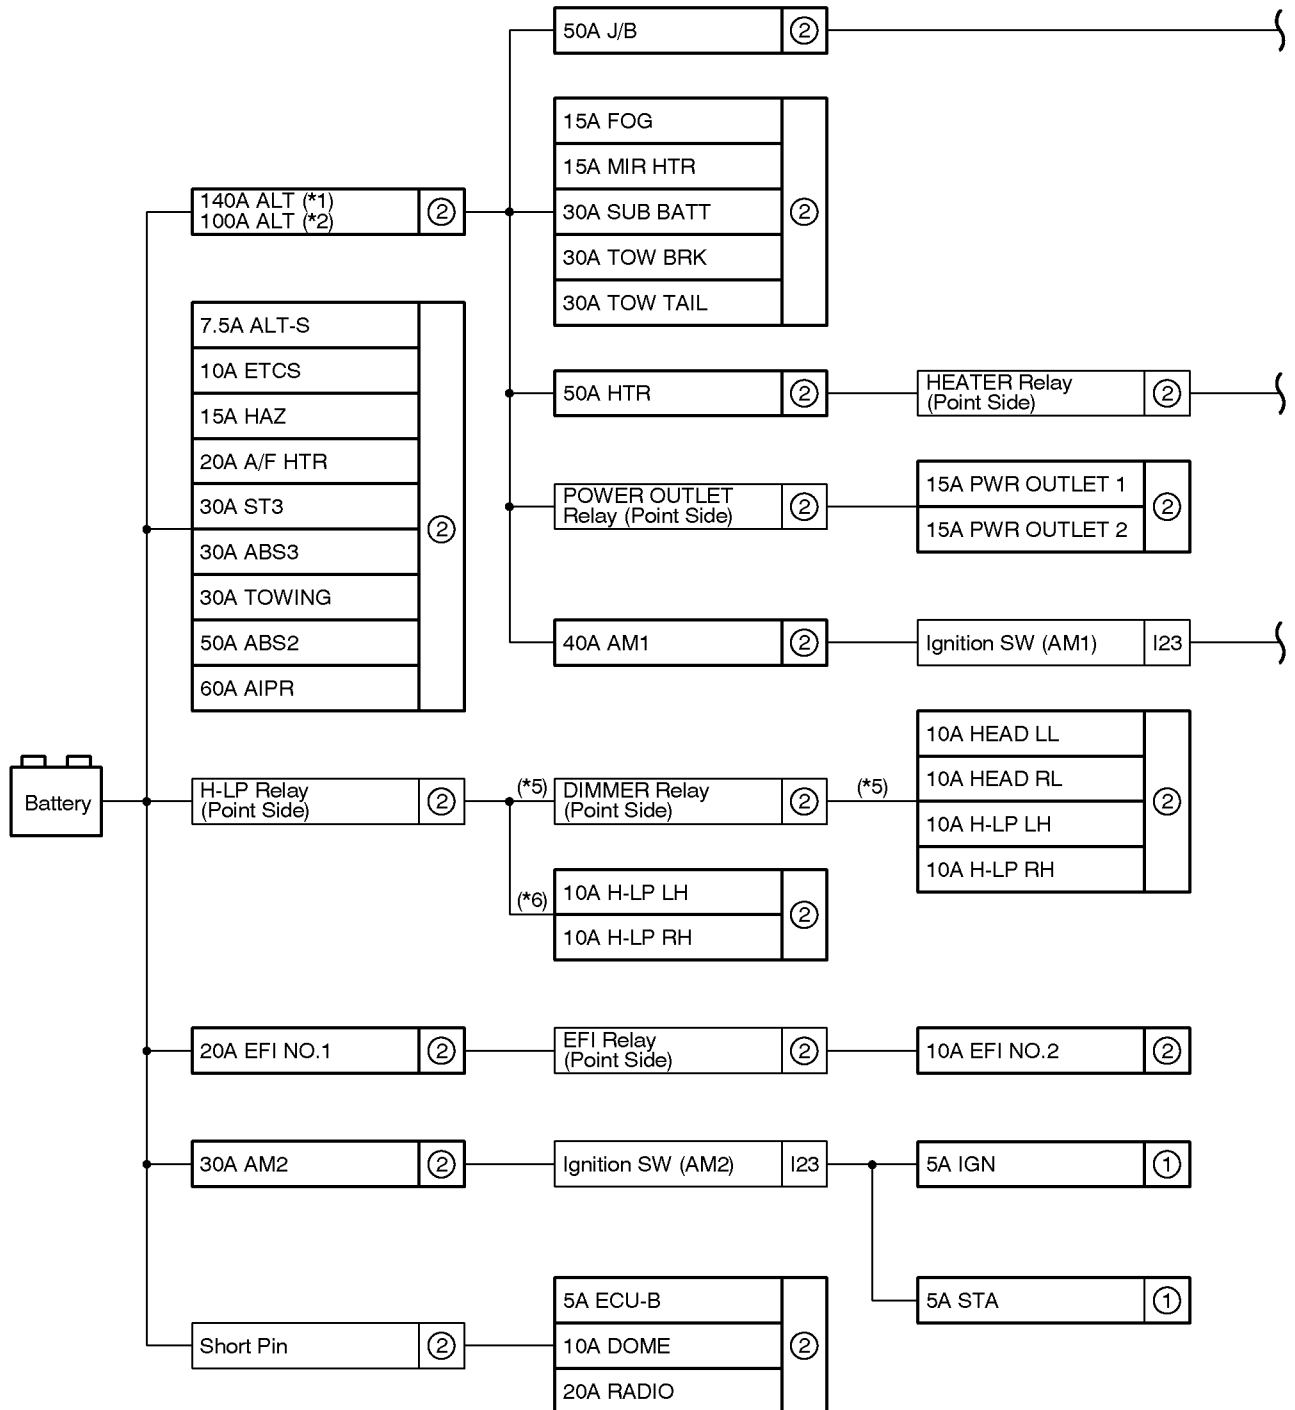 50A J/B ②
15A FOG
15A MIR HTR
30A SUB BATT ②
30A TOW BRK
30A TOW TAIL
140A ALT (*1)
100A ALT (*2)
②
7.5A ALT-S
10A ETCS
15A HAZ
20A A/F HTR
30A ST3
30A ABS3
30A TOWING
50A ABS2
60A AIPR
②
50A HTR ②
HEATER Relay
(Point Side)
②
POWER OUTLET
Relay (Point Side)
②
15A PWR OUTLET 1
15A PWR OUTLET 2
②
40A AM1 ②
Ignition SW (AM1) I23
Battery
H-LP Relay
(Point Side)
②
(*5)
DIMMER Relay
(Point Side)
②
(*5)
10A HEAD LL
10A HEAD RL
10A H-LP LH
10A H-LP RH
②
(*6)
10A H-LP LH
10A H-LP RH
②
20A EFI NO.1 ②
EFI Relay
(Point Side)
②
10A EFI NO.2 ②
30A AM2 ②
Ignition SW (AM2) I23
5A IGN ①
5A STA ①
Short Pin ②
5A ECU-B
10A DOME ②
20A RADIO